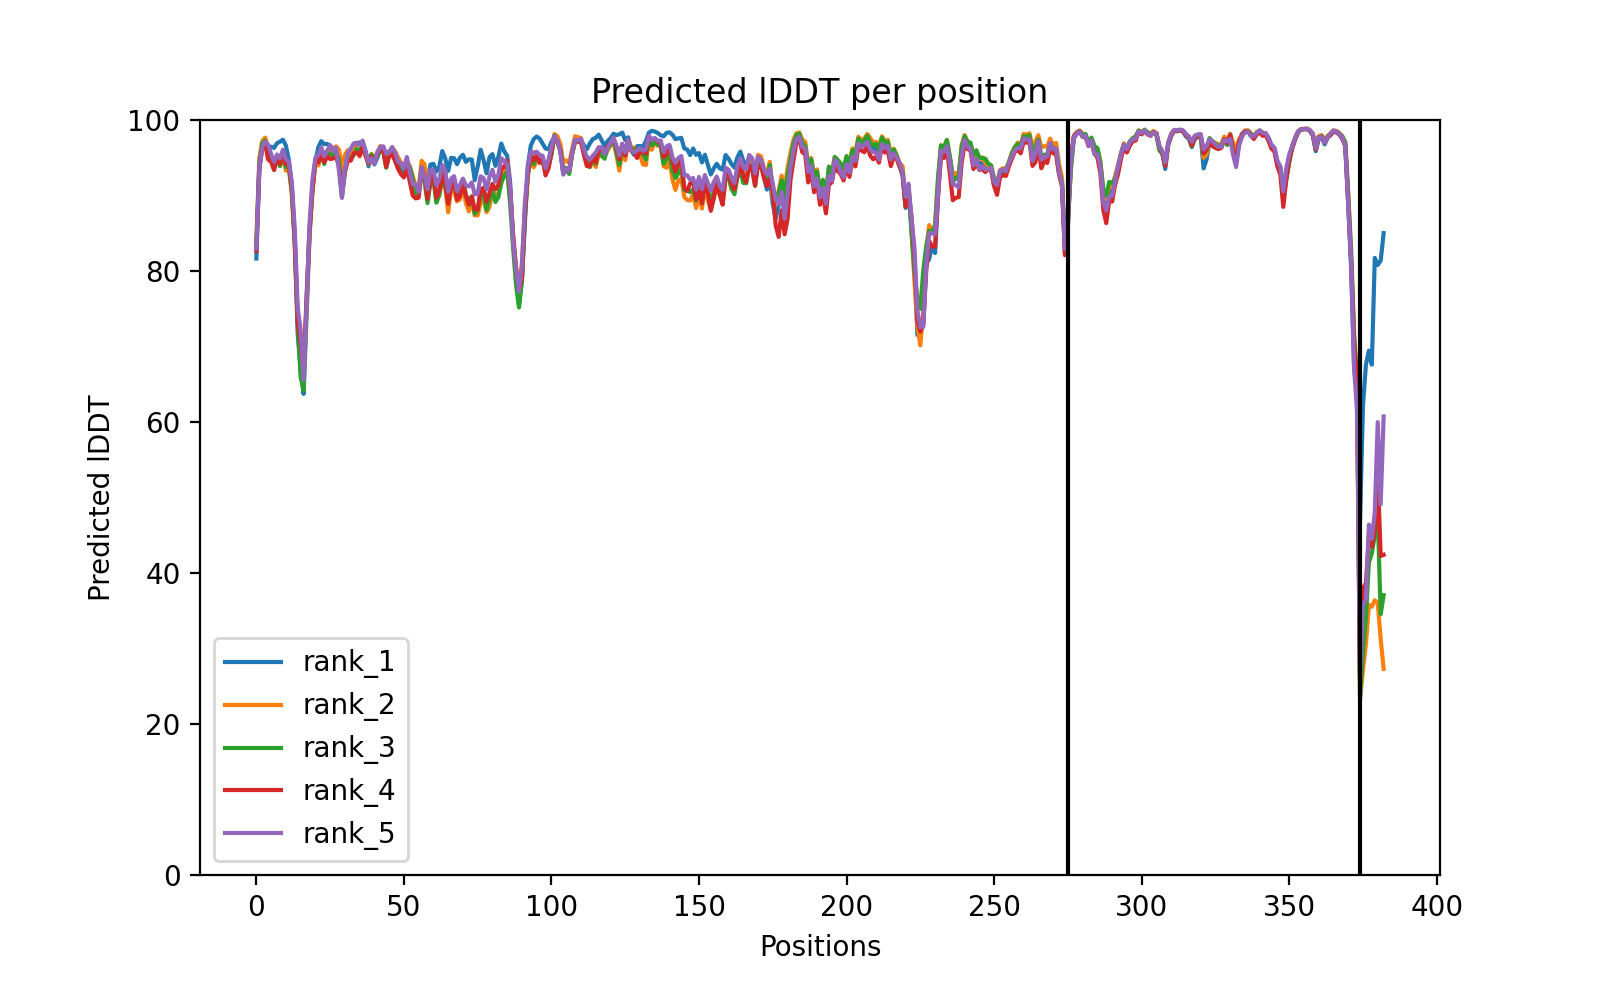 Predicted lDDT per position
100
80
60
40
20
0
Predicted lDDT
rank_1
rank_2
rank_3
rank_4
rank_5
0 50 100 150 200 250 300 350 400
Positions